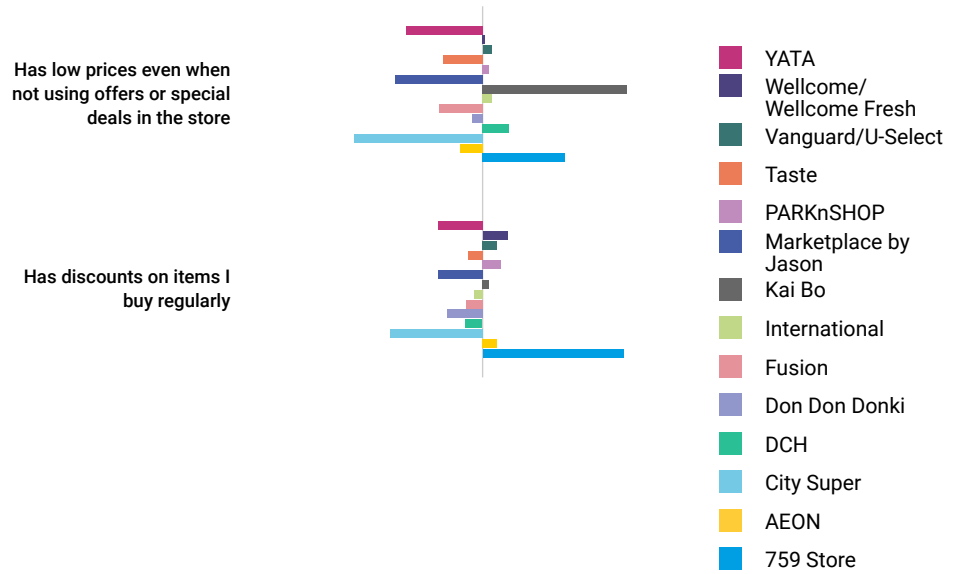 Has low prices even when
not using offers or special
deals in the store
Has discounts on items I
buy regularly
YATA
Wellcome/
Wellcome Fresh
Vanguard/U-Select
Taste
PARKnSHOP
Marketplace by
Jason
Kai Bo
International
Fusion
Don Don Donki
DCH
City Super
AEON
759 Store